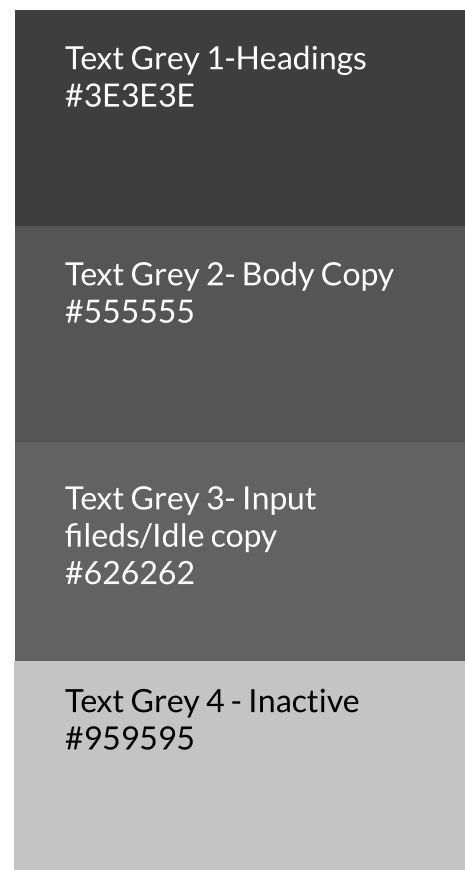 Text Grey 1-Headings
#3E3E3E
Text Grey 2- Body Copy
#555555
Text Grey 3- Input
fileds/Idle copy
#626262
Text Grey 4 - Inactive
#959595